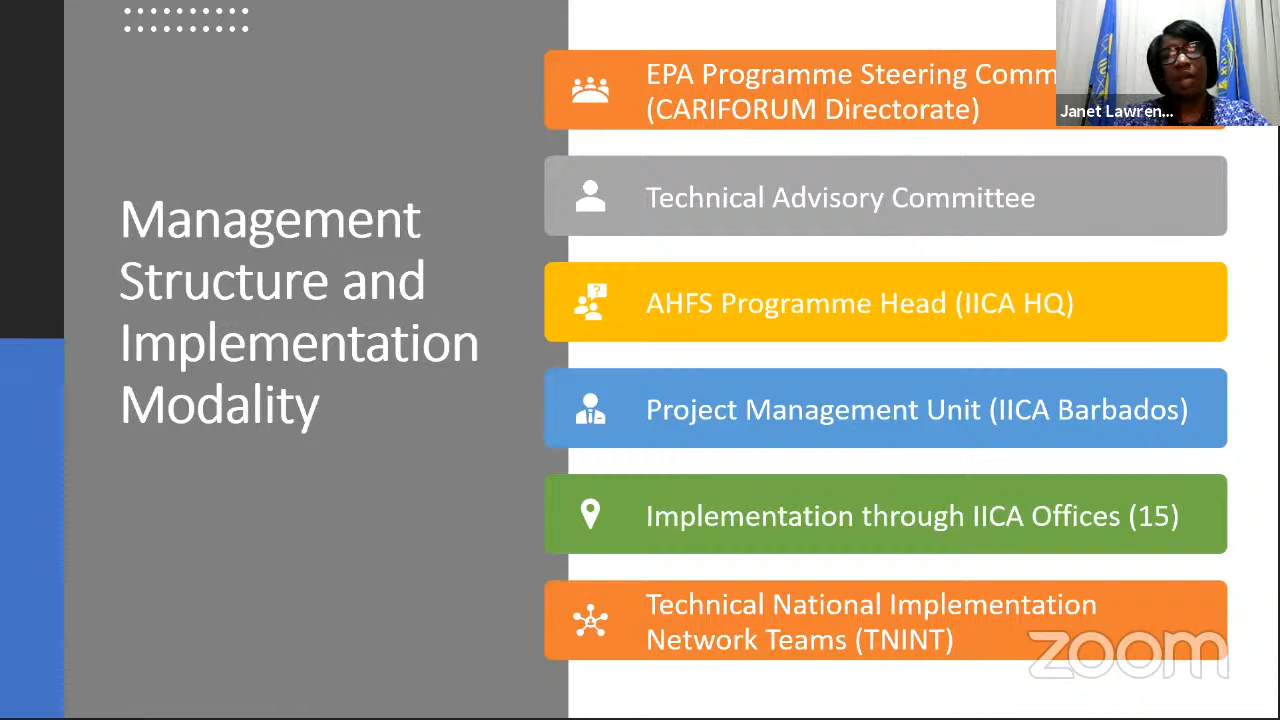 Management
Structure and
Implementation
Modality
EPA Programme Steering Comm
(CARIFORUM Directorate)
Janet Lawren...
Technical Advisory Committee
AHFS Programme Head (IICA HQ)
Project Management Unit (IICA Barbados)
Implementation through IICA Offices (15)
Technical National Implementation
Network Teams (TNINT)
zoom